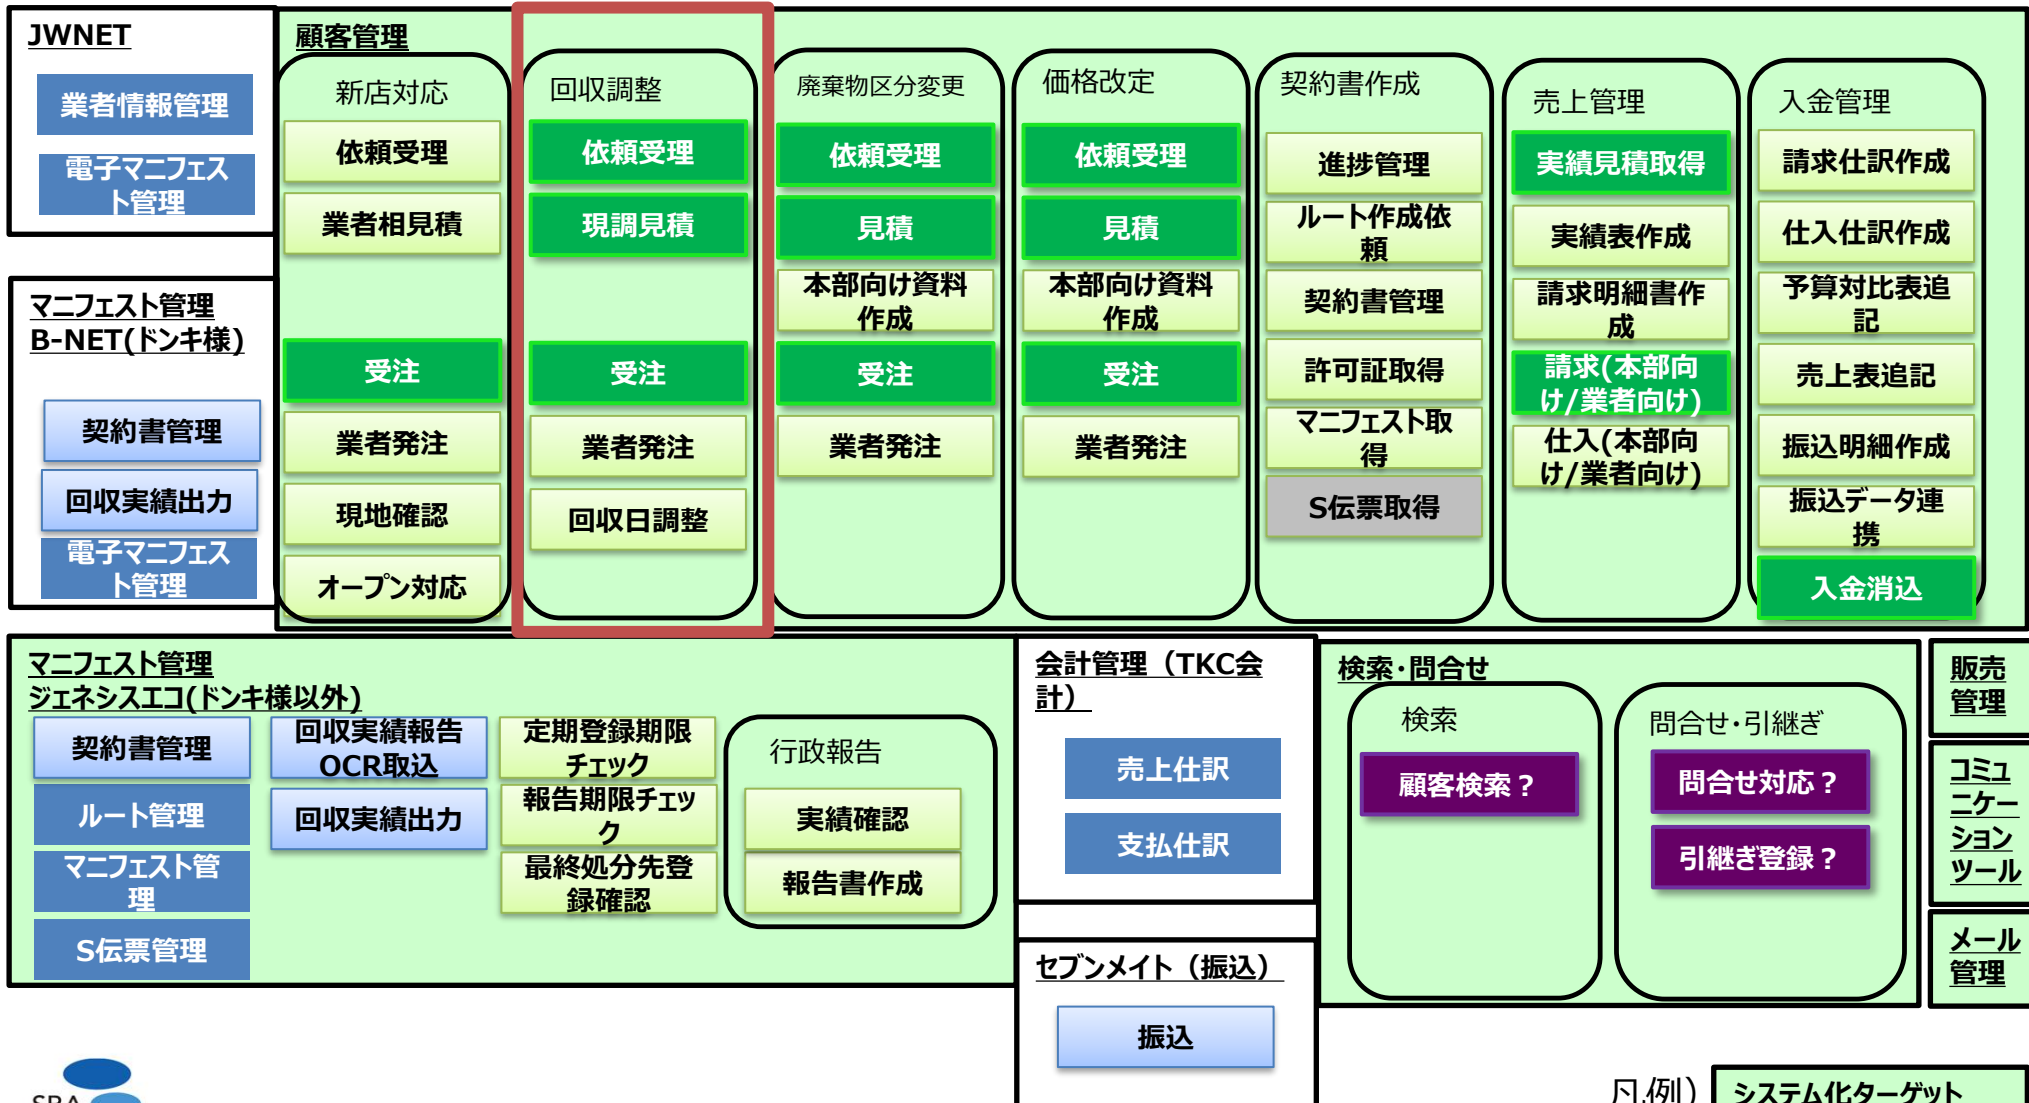 JWNET
業者情報管理
電子マニフェス
ト管理
マニフェスト管理
B-NET(ドンキ様)
契約書管理
回収実績出力
電子マニフェス
ト管理
顧客管理
新店対応
依頼受理
業者相見積
受注
業者発注
現地確認
オープン対応
回収調整
依頼受理
現調見積
受注
業者発注
回収日調整
廃棄物区分変更
依頼受理
見積
本部向け資料
作成
受注
業者発注
価格改定
依頼受理
見積
本部向け資料
作成
受注
業者発注
契約書作成
進捗管理
ルート作成依
頼
契約書管理
許可証取得
マニフェスト取
得
S伝票取得
売上管理
実績見積取得
実績表作成
請求明細書作
成
請求(本部向
け/業者向け)
仕入(本部向
け/業者向け)
入金管理
請求仕訳作成
仕入仕訳作成
予算対比表追
記
売上表追記
振込明細作成
振込データ連
携
入金消込
マニフェスト管理
ジェネシスエコ(ドンキ様以外)
契約書管理
ルート管理
マニフェスト管
理
S伝票管理
回収実績報告
OCR取込
回収実績出力
定期登録期限
チェック
報告期限チェッ
ク
最終処分先登
録確認
行政報告
実績確認
報告書作成
会計管理（TKC会
計）
売上仕訳
支払仕訳
セブンメイト（振込）
振込
検索･問合せ
検索
顧客検索？
問合せ･引継ぎ
問合せ対応？
引継ぎ登録？
販売
管理
コミュ
ニケー
ション
ツール
メール
管理
SRA
凡例）
システム化ターゲット